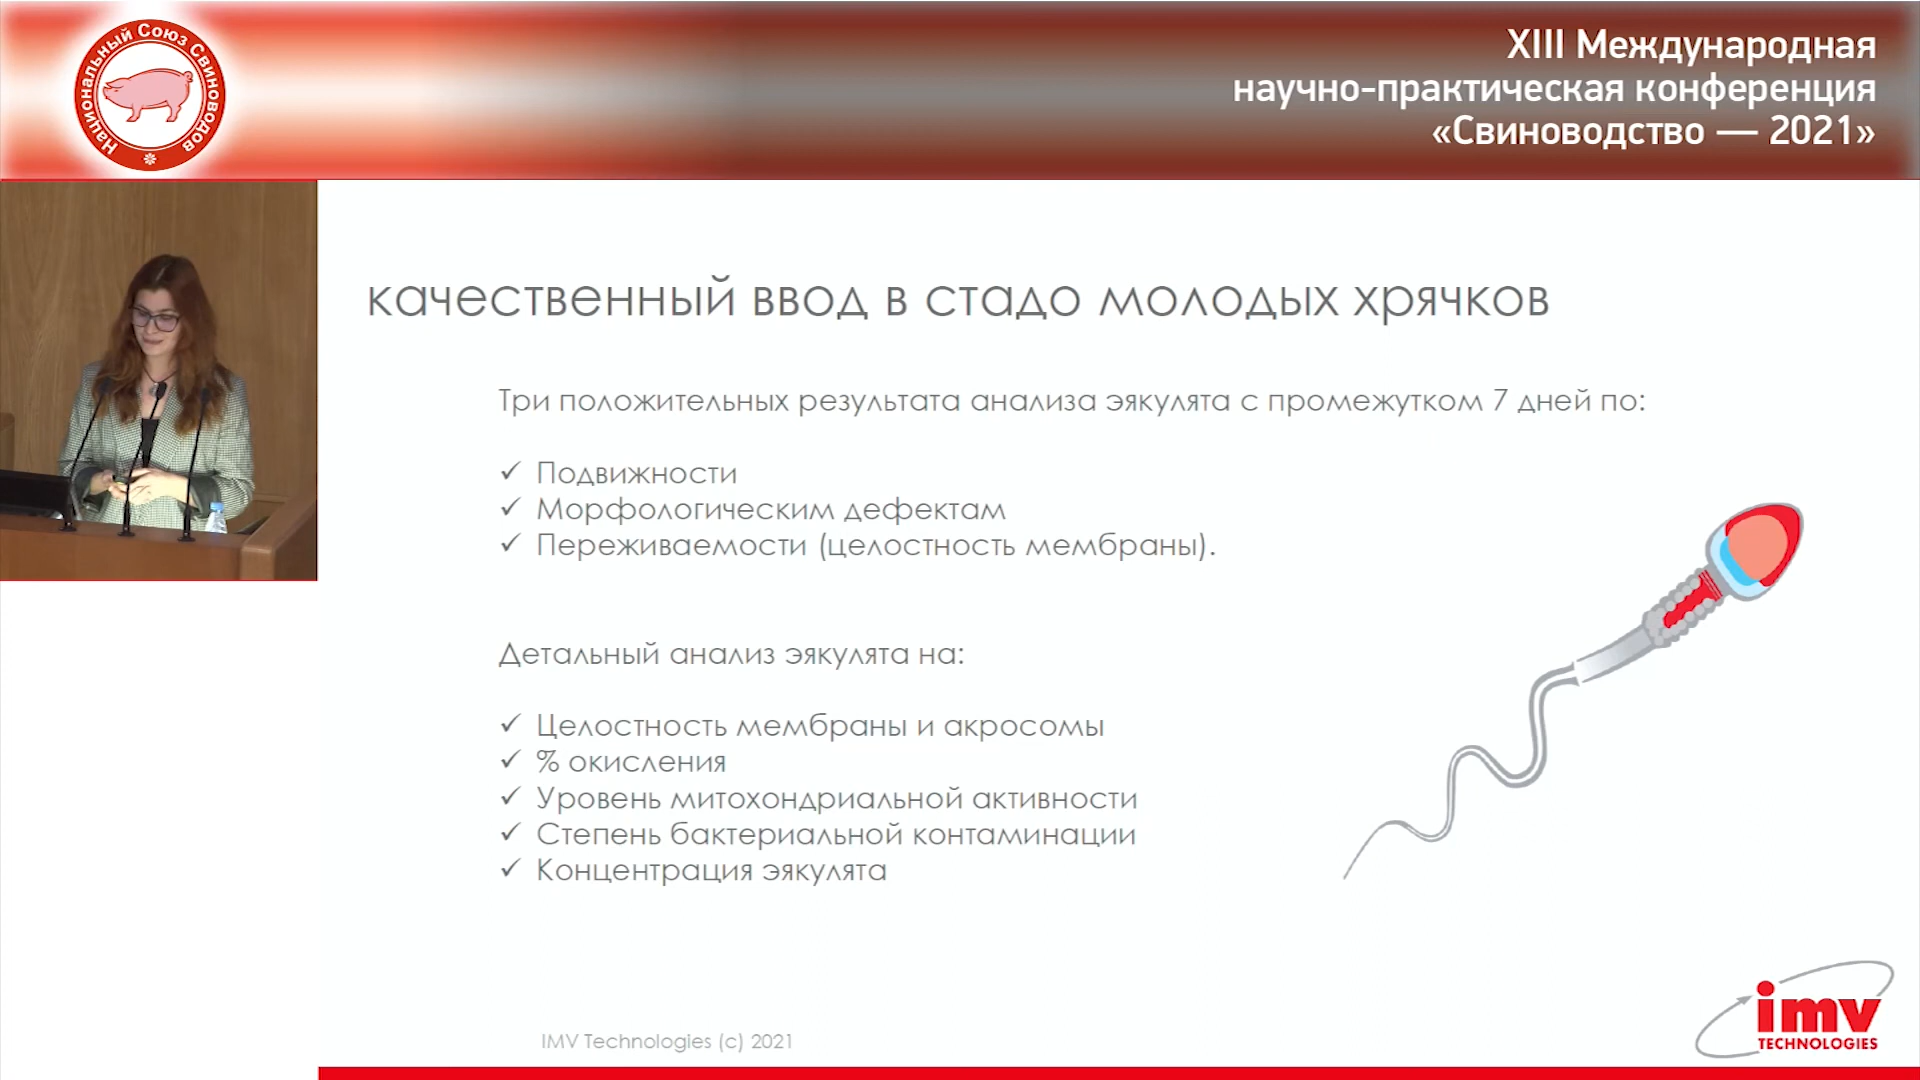 Национальный Союз Свиноводов
XIII Международная
научно-практическая конференция
«Свиноводство — 2021»
качественный ввод в стадо молодых хрячков
Три положительных результата анализа эякулята с промежутком 7 дней по:
✓ Подвижности
✓ Морфологическим дефектам
✓ Переживаемости (целостность мембраны).
Детальный анализ эякулята на:
✓ Целостность мембраны и акросомы
✓ % окисления
✓ Уровень митохондриальной активности
✓ Степень бактериальной контаминации
✓ Концентрация эякулята
IMV Technologies (c) 2021
imv
TECHNOLOGIES